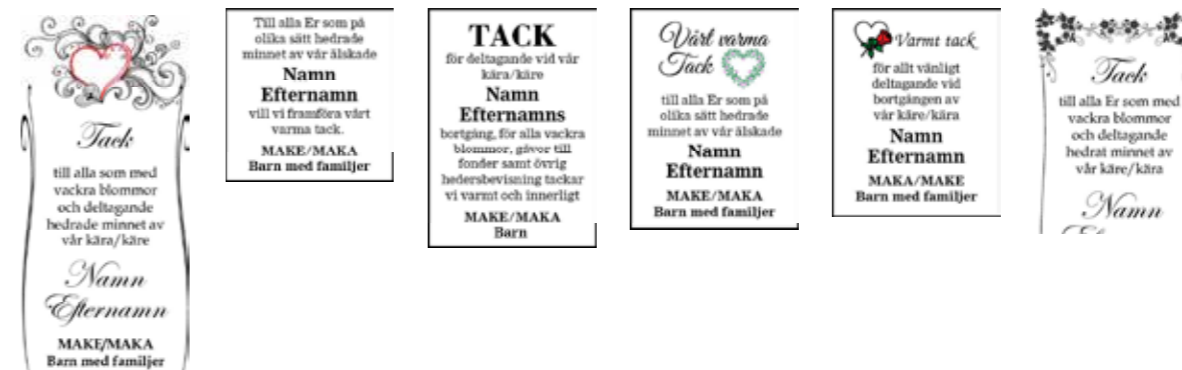 Tack
till alla som med
vackra blommor
och deltagande
hedrade minnet av
vår kära/käre
Namn
Efternamn
MAKE/MAKA
Barn med familjer
Till alla Er som på
olika sätt hedrade
minnet av vår älskade
Namn
Efternamn
vill vi framföra vårt
varma tack.
MAKE/MAKA
Barn med familjer
TACK
för deltagande vid vår
kära/käre
Namn
Efternamns
bortgång, för alla vackra
blommor, gåvor till
fonder samt övrig
hedersbevisning tackar
vi varmt och innerligt
MAKE/MAKA
Barn
Vårt varma
Tack
till alla Er som på
olika sätt hedrade
minnet av vår älskade
Namn
Efternamn
MAKE/MAKA
Barn med familjer
Varmt tack
för allt vänligt
deltagande vid
bortgången av
vår käre/kära
Namn
Efternamn
MAKA/MAKE
Barn med familjer
Tack
till alla Er som med
vackra blommor
och deltagande
hedrat minnet av
vår käre/kära
Namn